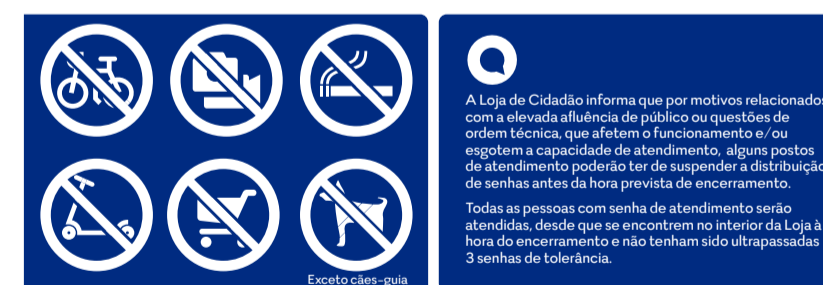 Exceto cães-guia
A Loja de Cidadão informa que por motivos relacionados
com a elevada afluência de público ou questões de
ordem técnica, que afetem o funcionamento e/ou
esgotem a capacidade de atendimento, alguns postos
de atendimento poderão ter de suspender a distribuição
de senhas antes da hora prevista de encerramento.
Todas as pessoas com senha de atendimento serão
atendidas, desde que se encontrem no interior da Loja à
hora do encerramento e não tenham sido ultrapassadas
3 senhas de tolerância.